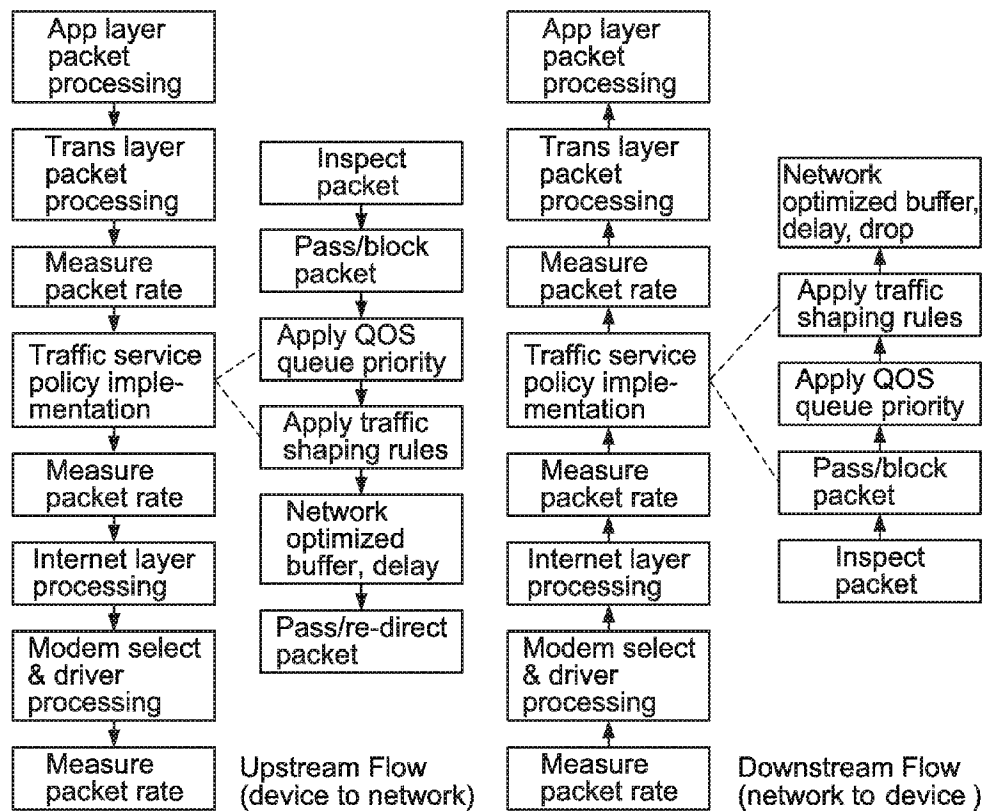 App layer
packet
processing
Trans layer
packet
processing
Measure
packet rate
Traffic service
policy imple-
mentation
Measure
packet rate
Internet layer
processing
Modem select
& driver
processing
Measure
packet rate
Inspect
packet
Pass/block
packet
Apply QOS
queue priority
Apply traffic
shaping rules
Network
optimized
buffer, delay
Pass/re-direct
packet
Upstream Flow
(device to network)
App layer
packet
processing
Trans layer
packet
processing
Measure
packet rate
Traffic service
policy imple-
mentation
Measure
packet rate
Internet layer
processing
Modem select
& driver
processing
Measure
packet rate
Network
optimized buffer,
delay, drop
Apply traffic
shaping rules
Apply QOS
queue priority
Pass/block
packet
Inspect
packet
Downstream Flow
(network to device )